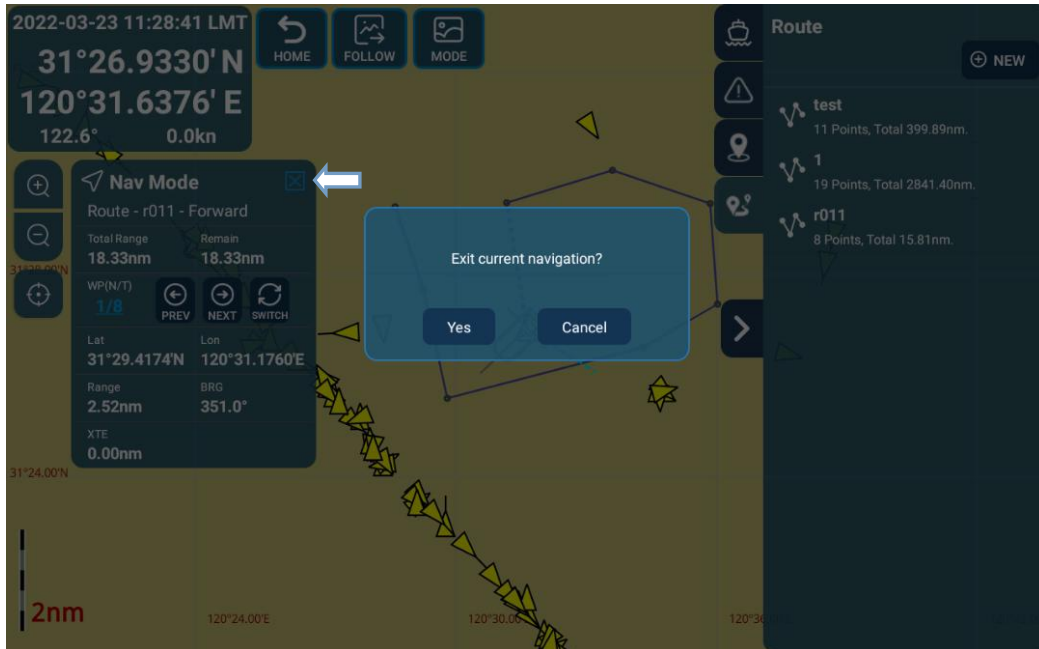 2022-03-23 11:28:41 LMT
31°26.9330' N
120°31.6376' E
122.6° 0.0kn
HOME
FOLLOW
MODE
Nav Mode
Route - r011 - Forward
Total Range Remain
18.33nm 18.33nm
WP(N/T)
1/8
PREV NEXT SWITCH
Lat Lon
31°29.4174'N 120°31.1760'E
Range BRG
2.52nm 351.0°
XTE
0.00nm
31°24.00'N
2nm
120°24.00'E
Exit current navigation?
Yes Cancel
Route
NEW
test
11 Points, Total 399.89nm.
1
19 Points, Total 2841.40nm.
r011
8 Points, Total 15.81nm.